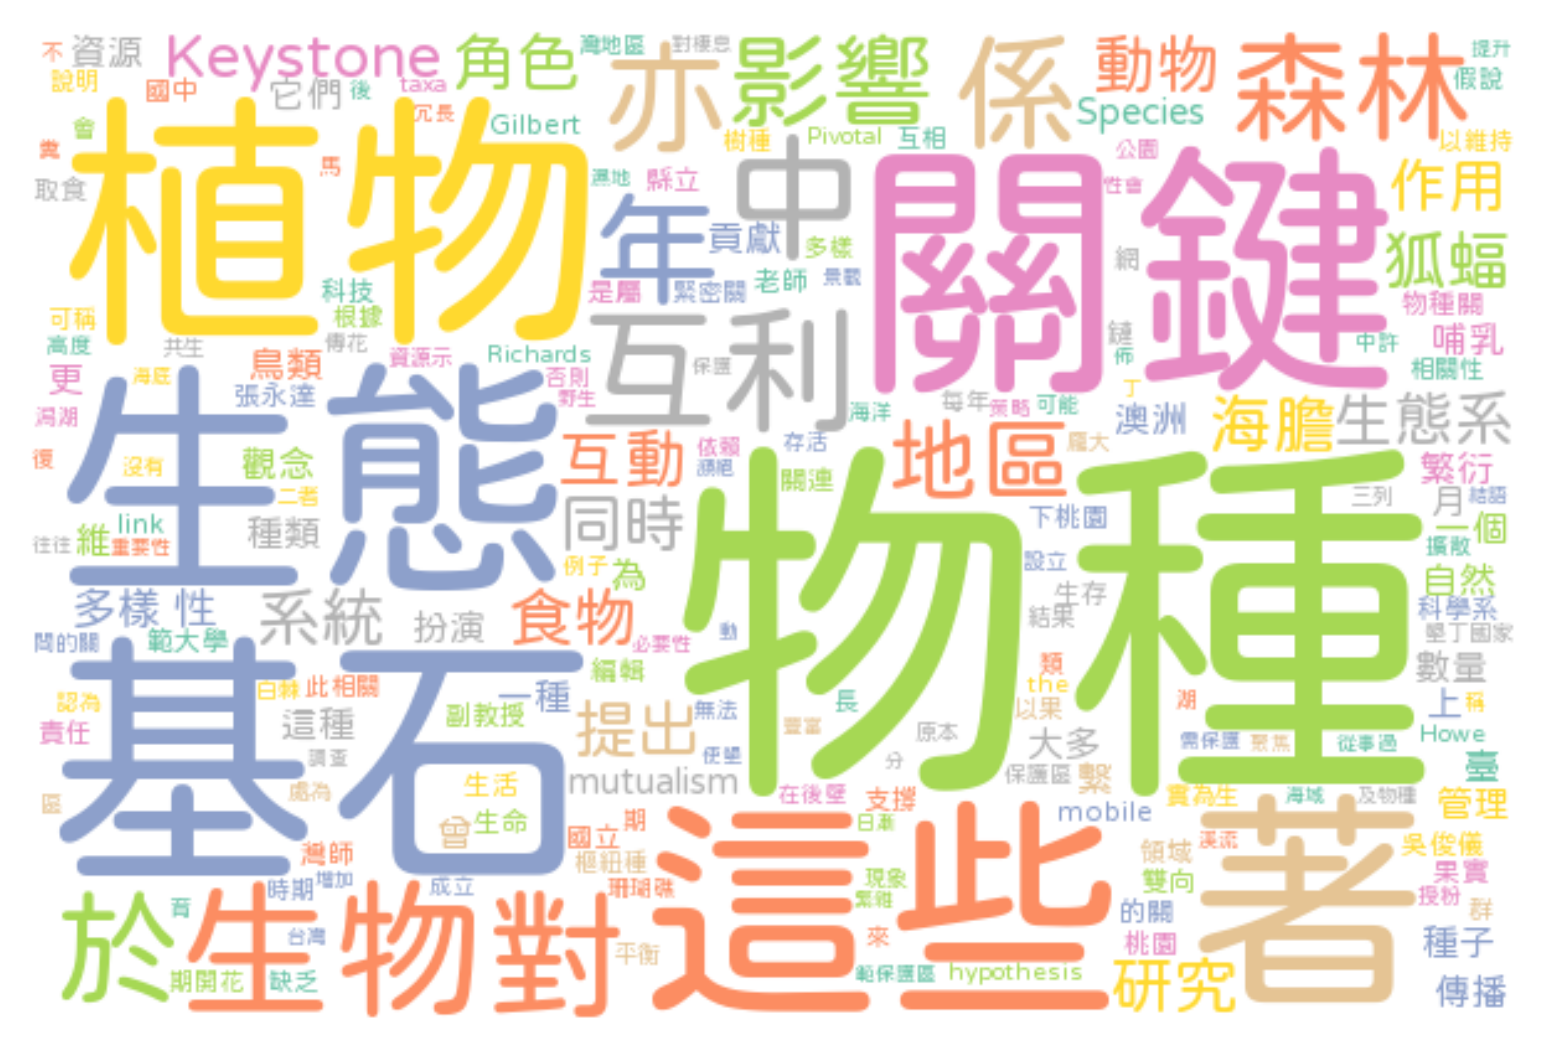 不
資源
Keystone
角色
灣地區
對棲息
影響
係
動物
森林
提升
說明
國中
它們
後
taxa
亦
Species
假說
會
冗長
Gilbert
樹種
Pivotal
互相
公園
以維持
糞
植物
馬
濕地
縣立
中
關鍵
性會
作用
取食
年
貢獻
多樣
網
狐蝠
科技
是屬
緊密關
老師
景觀
物種關
可稱
根據
高度
共生
傳花
互利
鏈
哺乳
鳥類
資源示
Richards
保護
佈
中許
更
海底
否則
相關性
張永達
野生
海洋
每年
策略
可能
丁
潟湖
生態
互動
依賴
存活
地區
龐大
澳洲
海膽
生態系
復
沒有
觀念
關連
繁衍
二者
物種
三列
月
結語
link
種類
同時
下桃園
一個
往往
維
重要性
擴散
例子
為
設立
自然
多樣性
系統
扮演
食物
生存
科學系
結果
間的關
範大學
必要性
動
墾丁國家
基石
編輯
類
數量
白棘
此相關
一種
the
認為
長
以果
湖
上
稱
責任
這種
副教授
提出
無法
豐富
原本
大多
需保護
聚焦
從事過
Howe
調查
使墾
分
保護區
繫
臺
生活
mutualism
區
處為
在後壁
支撐
實為生
海域
及物種
管理
曾
生命
國立
期
日漸
mobile
著
灣師
樞紐種
這些
領域
溪流
吳俊儀
時期
增加
成立
珊瑚礁
現象
雙向
果實
於
育
生物
對
繁雜
的關
授粉
群
台灣
平衡
來
桃園
種子
期開花
缺乏
範保護區
hypothesis
研究
傳播